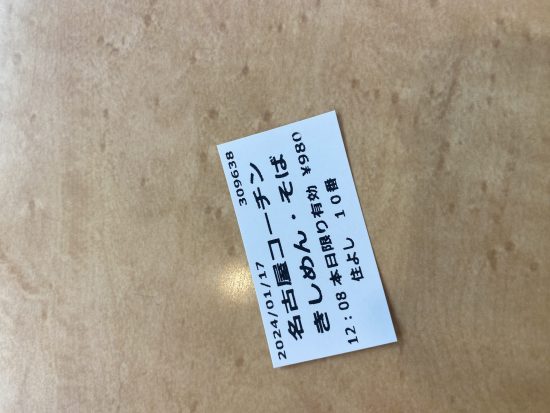 2024/01/17 309638
名古屋コーチン
きしめん・そば ¥980
12:08 本日限り有効
住よし 10番